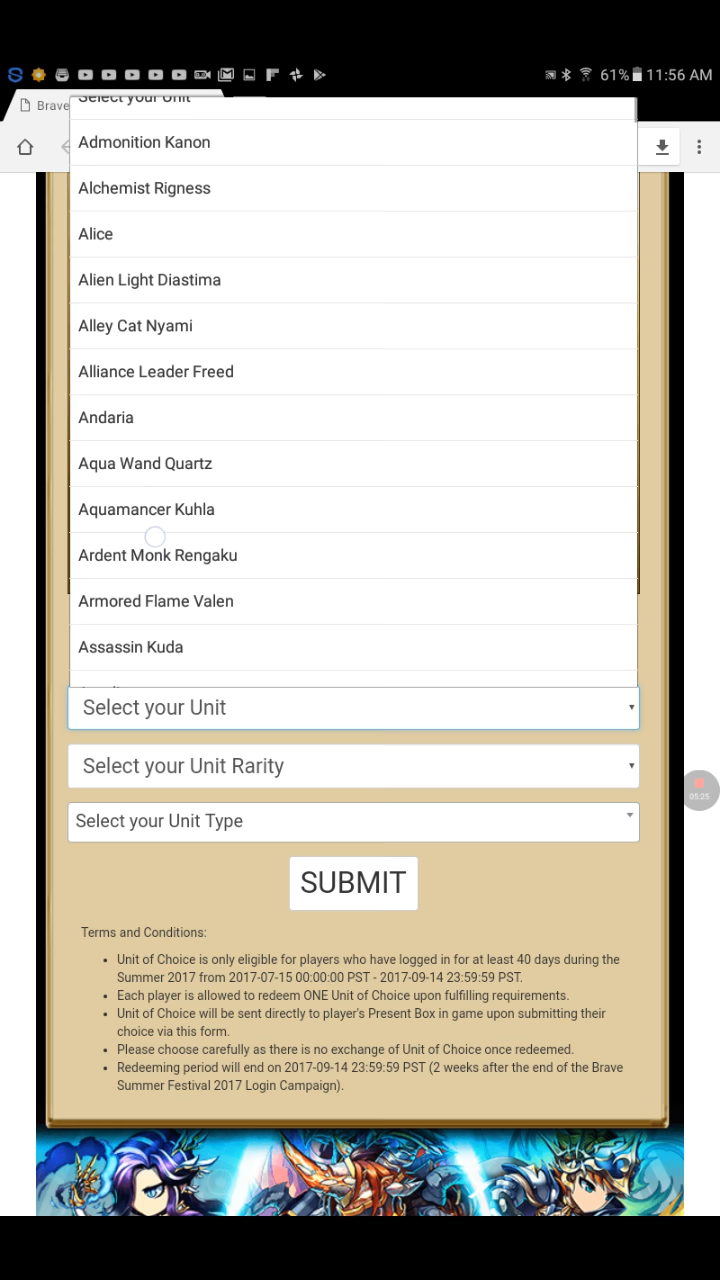 61% 11:56 AM
Brave
Select your Unit
Admonition Kanon
Alchemist Rigness
Alice
Alien Light Diastima
Alley Cat Nyami
Alliance Leader Freed
Andaria
Aqua Wand Quartz
Aquamancer Kuhla
Ardent Monk Rengaku
Armored Flame Valen
Assassin Kuda
Select your Unit
Select your Unit Rarity
05:25
Select your Unit Type
SUBMIT
Terms and Conditions:
• Unit of Choice is only eligible for players who have logged in for at least 40 days during the
Summer 2017 from 2017-07-15 00:00:00 PST - 2017-09-14 23:59:59 PST.
• Each player is allowed to redeem ONE Unit of Choice upon fulfilling requirements.
• Unit of Choice will be sent directly to player's Present Box in game upon submitting their
choice via this form.
• Please choose carefully as there is no exchange of Unit of Choice once redeemed.
• Redeeming period will end on 2017-09-14 23:59:59 PST (2 weeks after the end of the Brave
Summer Festival 2017 Login Campaign).